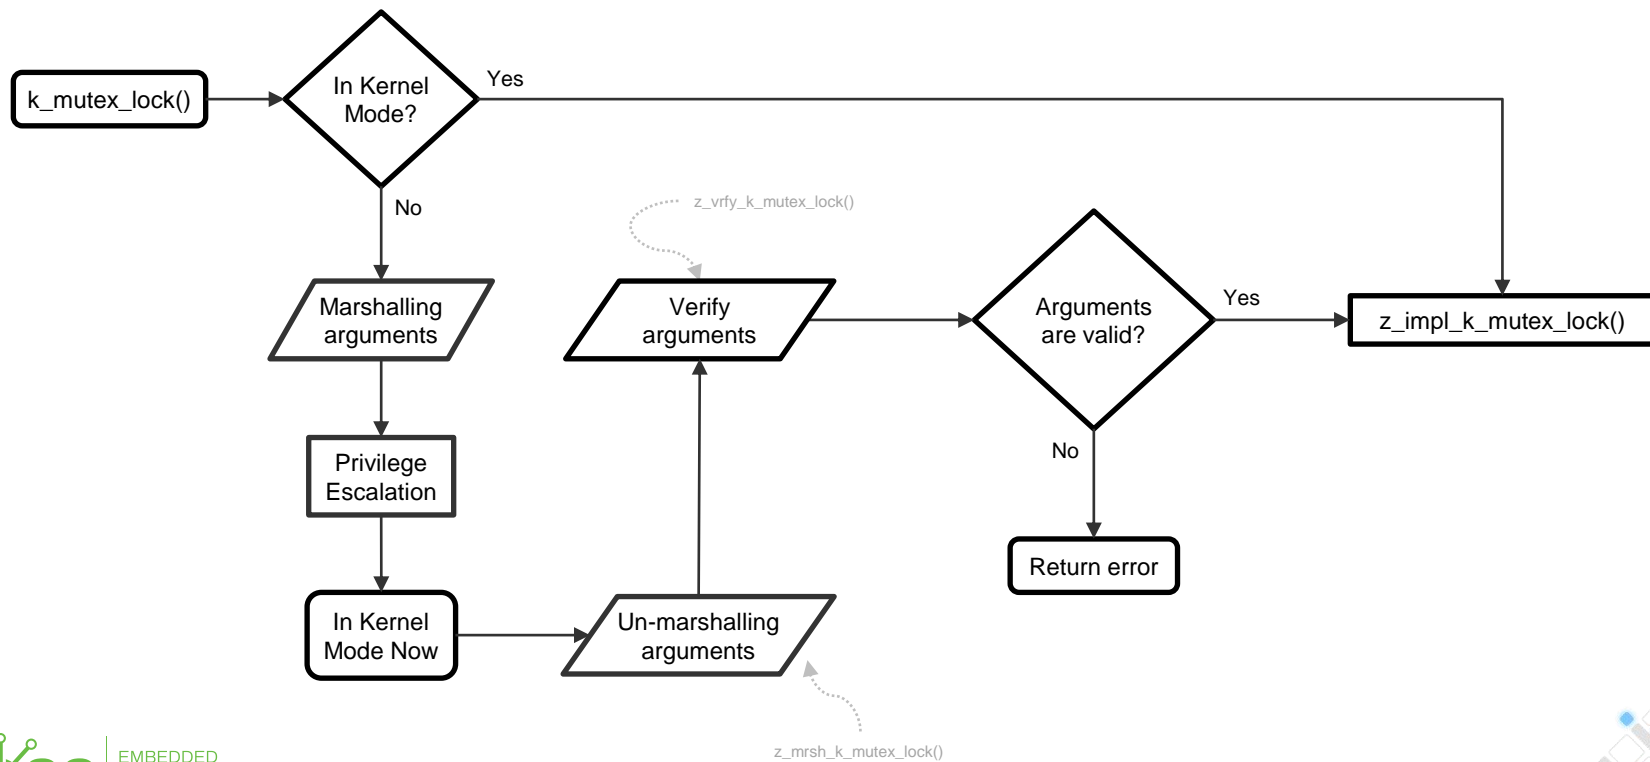 k_mutex_lock()
In Kernel
Mode?
Yes
No
Marshalling
arguments
Privilege
Escalation
In Kernel
Mode Now
Un-marshalling
arguments
z_mrsh_k_mutex_lock()
z_vrfy_k_mutex_lock()
Verify
arguments
Arguments
are valid?
Yes
No
Return error
z_impl_k_mutex_lock()
EMBEDDED